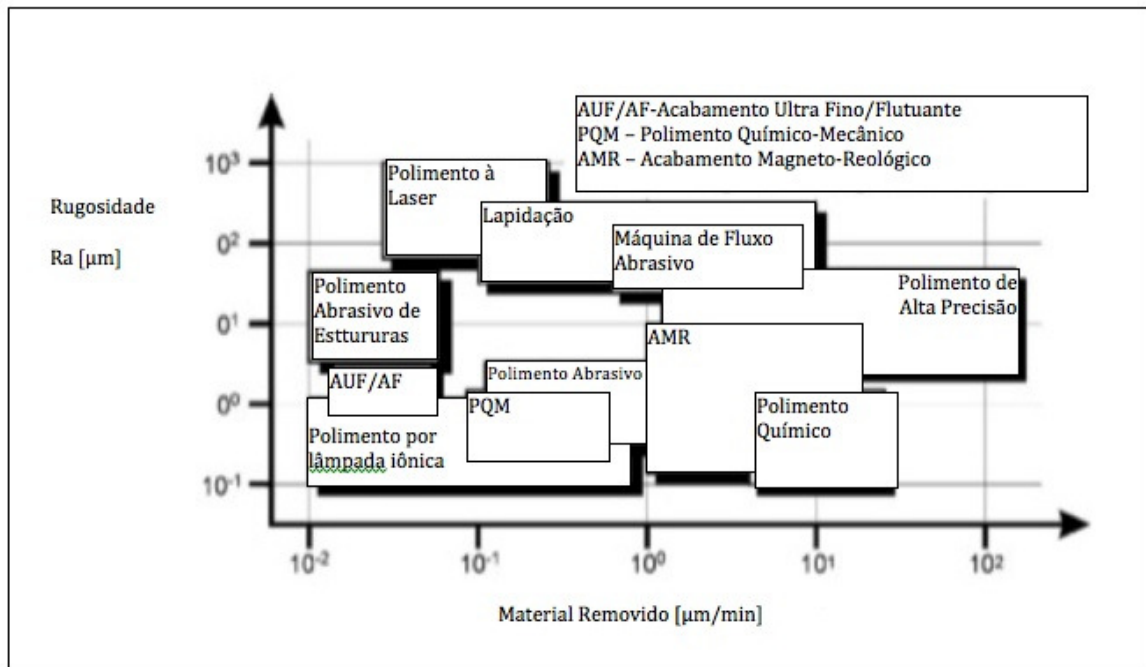 AUF/AF-Acabamento Ultra Fino/Flutuante
PQM – Polimento Químico-Mecânico
AMR – Acabamento Magneto-Reológico
Rugosidade
Ra [µm]
10³
0²
0¹
0⁰
10⁻¹
Polimento à
Laser
Lapidação
Máquina de Fluxo
Abrasivo
Polimento de
Alta Precisão
Polimento
Abrasivo de
Esttururas
AMR
AUF/AF
Polimento Abrasivo
PQM
Polimento
Químico
Polimento por
lâmpada iônica
10⁻²
10⁻¹
10⁰
10¹
10²
Material Removido [µm/min]